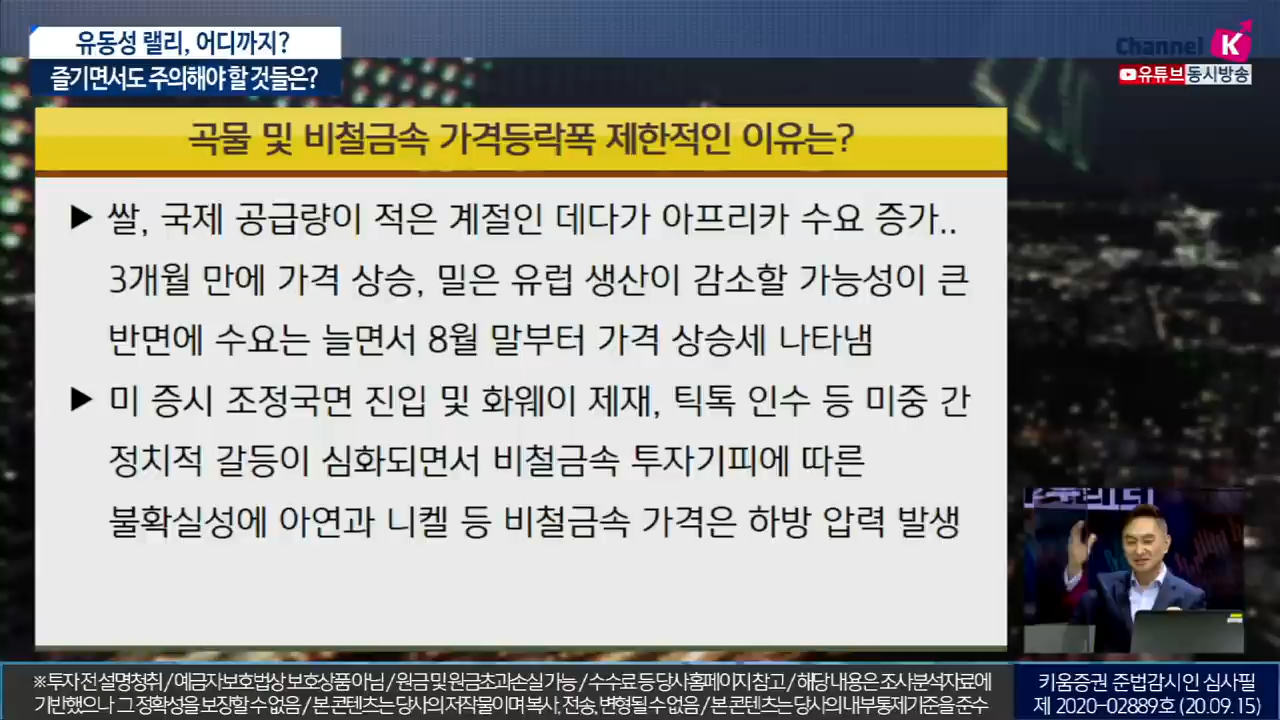 유동성 랠리, 어디까지?
즐기면서도 주의해야 할 것들은?
Channel K
유튜브동시방송
곡물 및 비철금속 가격등락폭 제한적인 이유는?
▶ 쌀, 국제 공급량이 적은 계절인 데다가 아프리카 수요 증가..
3개월 만에 가격 상승, 밀은 유럽 생산이 감소할 가능성이 큰
반면에 수요는 늘면서 8월 말부터 가격 상승세 나타냄
▶ 미 증시 조정국면 진입 및 화웨이 제재, 틱톡 인수 등 미중 간
정치적 갈등이 심화되면서 비철금속 투자기피에 따른
불확실성에 아연과 니켈 등 비철금속 가격은 하방 압력 발생
※ 투자 전 설명청취 / 예금자보호법상 보호상품 아님 / 원금 및 원금초과손실 가능 / 수수료 등 당사홈페이지 참고 / 해당 내용은 조사분석자료에
기반했으나 그 정확성을 보장할 수 없음 / 본 콘텐츠는 당사의 저작물이며 복사, 전송, 변형될 수 없음 / 본 콘텐츠는 당사의 내부통제기준을 준수
키움증권 준법감시인 심사필
제 2020-02889호 (20.09.15)